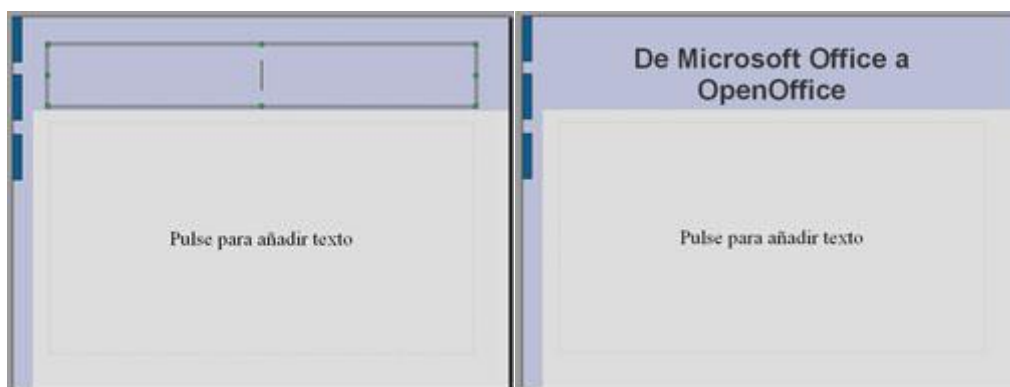 De Microsoft Office a
OpenOffice
Pulse para añadir texto
Pulse para añadir texto